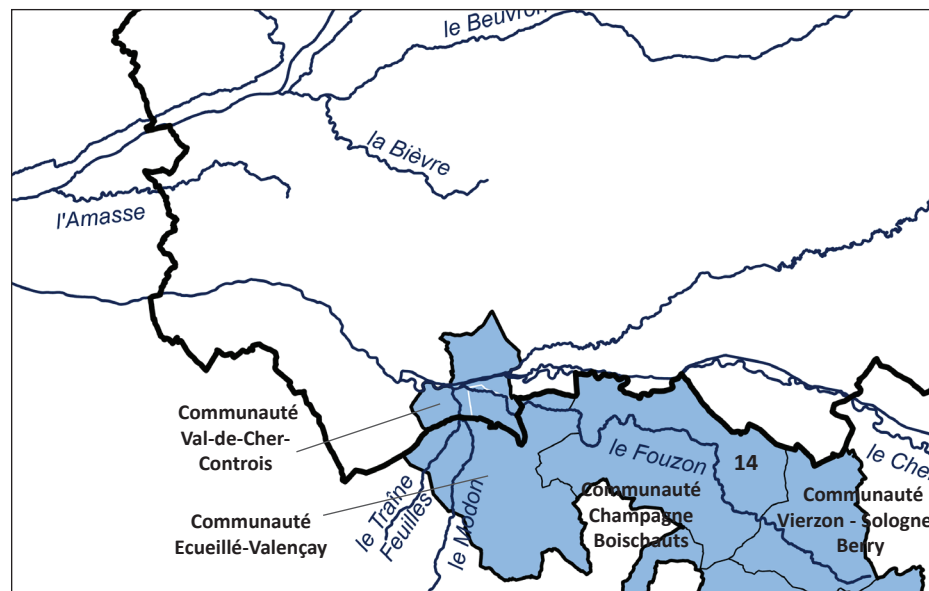 le Beuvron
la Bièvre
l'Amasse
Communauté
Val-de-Cher-
Controis
le Fouzon
14
le Cher
Communauté
Ecueillé-Valençay
le Traîne
Feuilles
le Modon
Communauté
Champagne
Boischauts
Communauté
Vierzon - Sologne
Berry